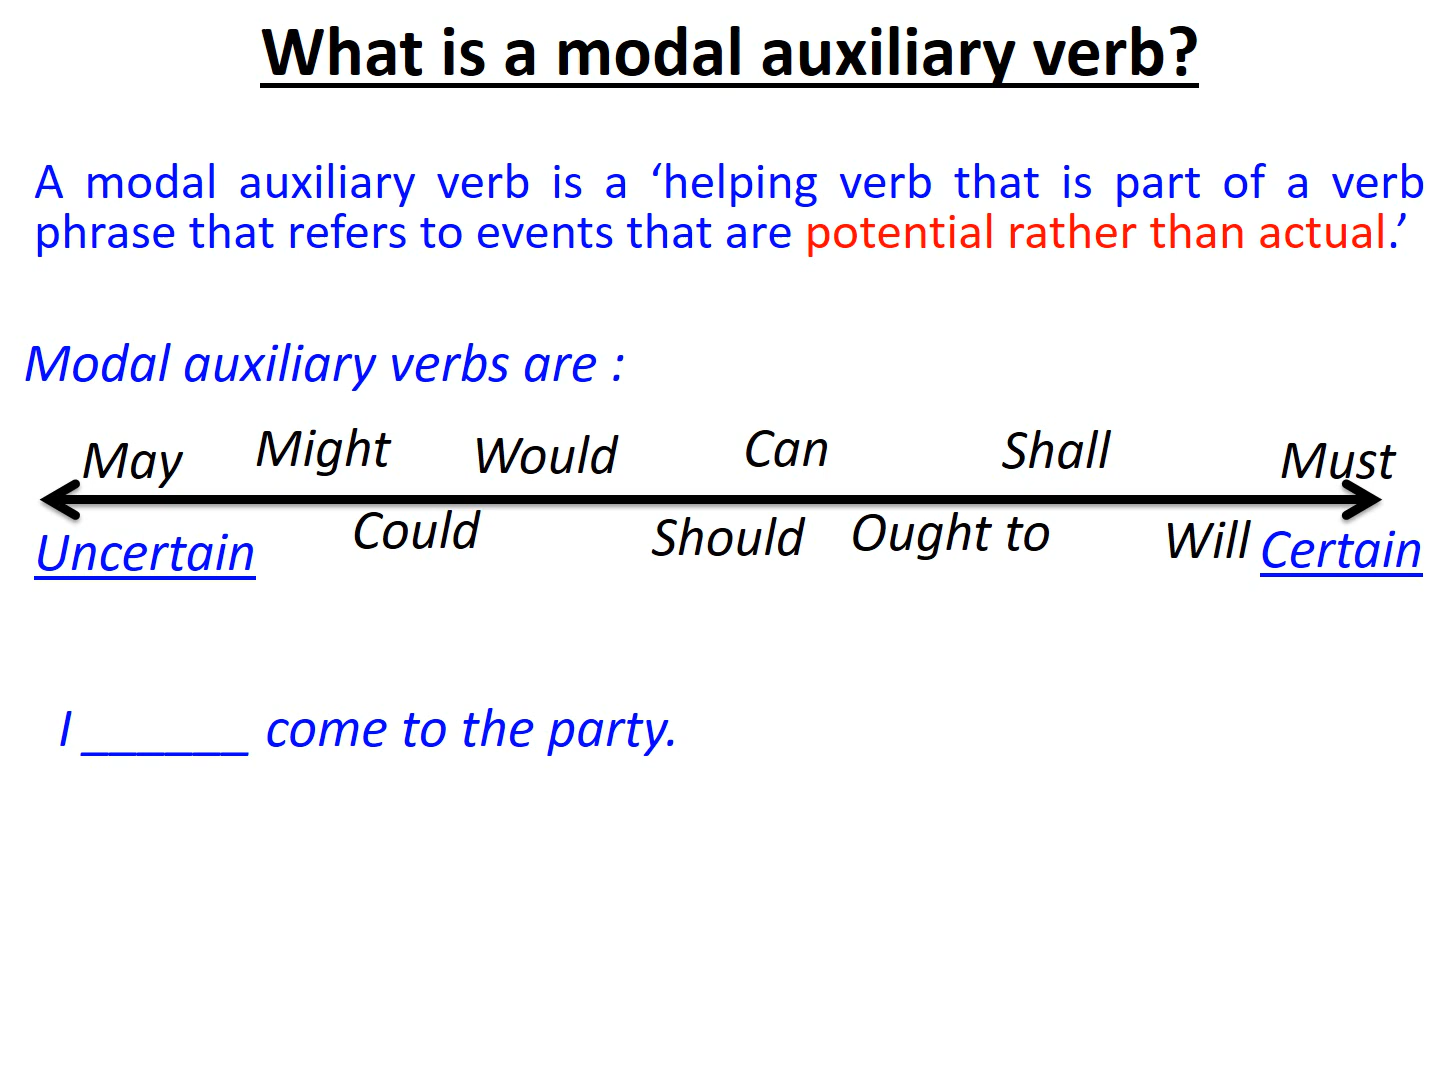 What is a modal auxiliary verb?
A modal auxiliary verb is a ‘helping verb that is part of a verb
phrase that refers to events that are potential rather than actual.’
Modal auxiliary verbs are :
May Might Would Can Shall Must
Could Should Ought to Will
Uncertain Certain
I ______ come to the party.